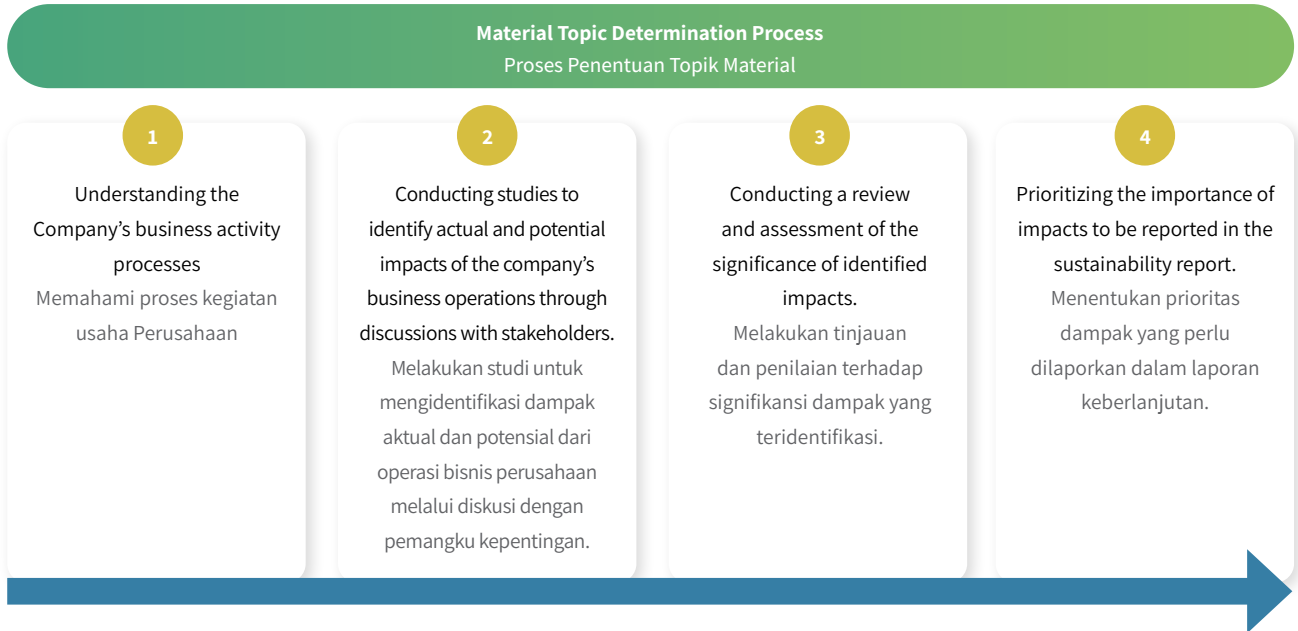 Material Topic Determination Process
Proses Penentuan Topik Material
1
Understanding the
Company’s business activity
processes
Memahami proses kegiatan
usaha Perusahaan
2
Conducting studies to
identify actual and potential
impacts of the company’s
business operations through
discussions with stakeholders.
Melakukan studi untuk
mengidentifikasi dampak
aktual dan potensial dari
operasi bisnis perusahaan
melalui diskusi dengan
pemangku kepentingan.
3
Conducting a review
and assessment of the
significance of identified
impacts.
Melakukan tinjauan
dan penilaian terhadap
signifikansi dampak yang
teridentifikasi.
4
Prioritizing the importance of
impacts to be reported in the
sustainability report.
Menentukan prioritas
dampak yang perlu
dilaporkan dalam laporan
keberlanjutan.